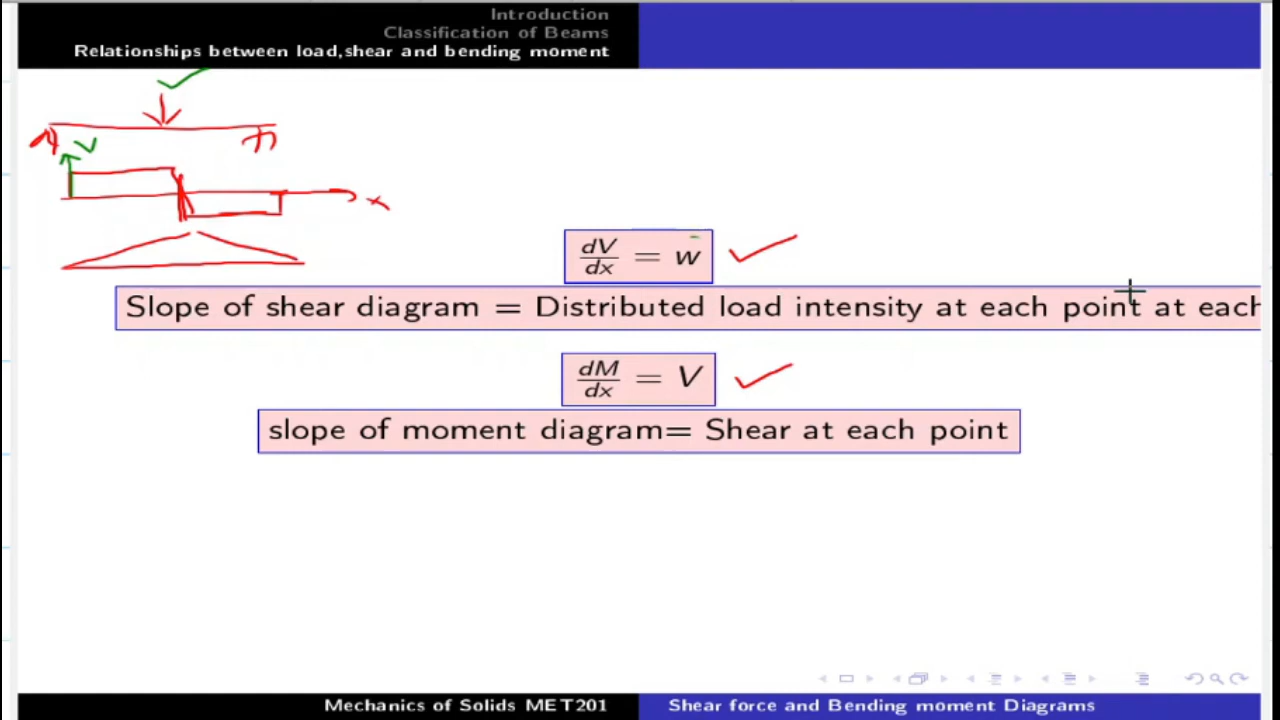 Introduction
Classification of Beams
Relationships between load,shear and bending moment
V
x
dV/dx = w
Slope of shear diagram = Distributed load intensity at each point at each
dM/dx = V
slope of moment diagram= Shear at each point
Mechanics of Solids MET201
Shear force and Bending moment Diagrams